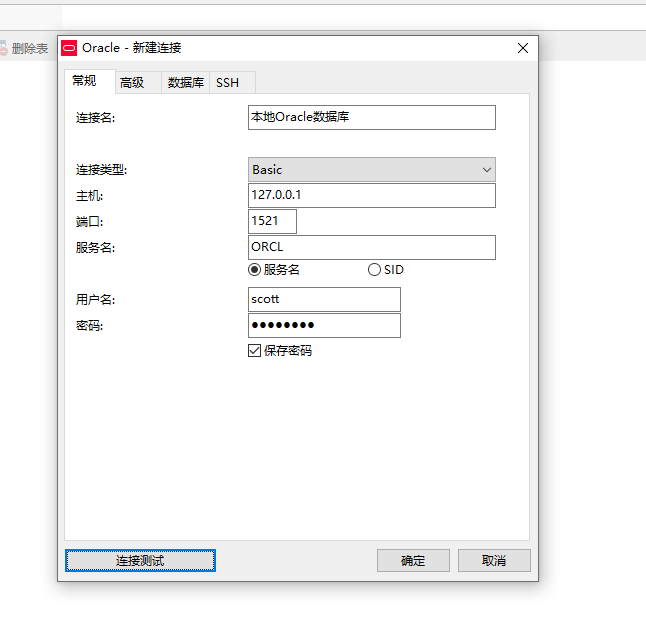 删除表
Oracle - 新建连接
常规 高级 数据库 SSH
连接名: 本地Oracle数据库
连接类型: Basic
主机: 127.0.0.1
端口: 1521
服务名: ORCL
服务名 SID
用户名: scott
密码: ●●●●●●●●
保存密码
连接测试 确定 取消